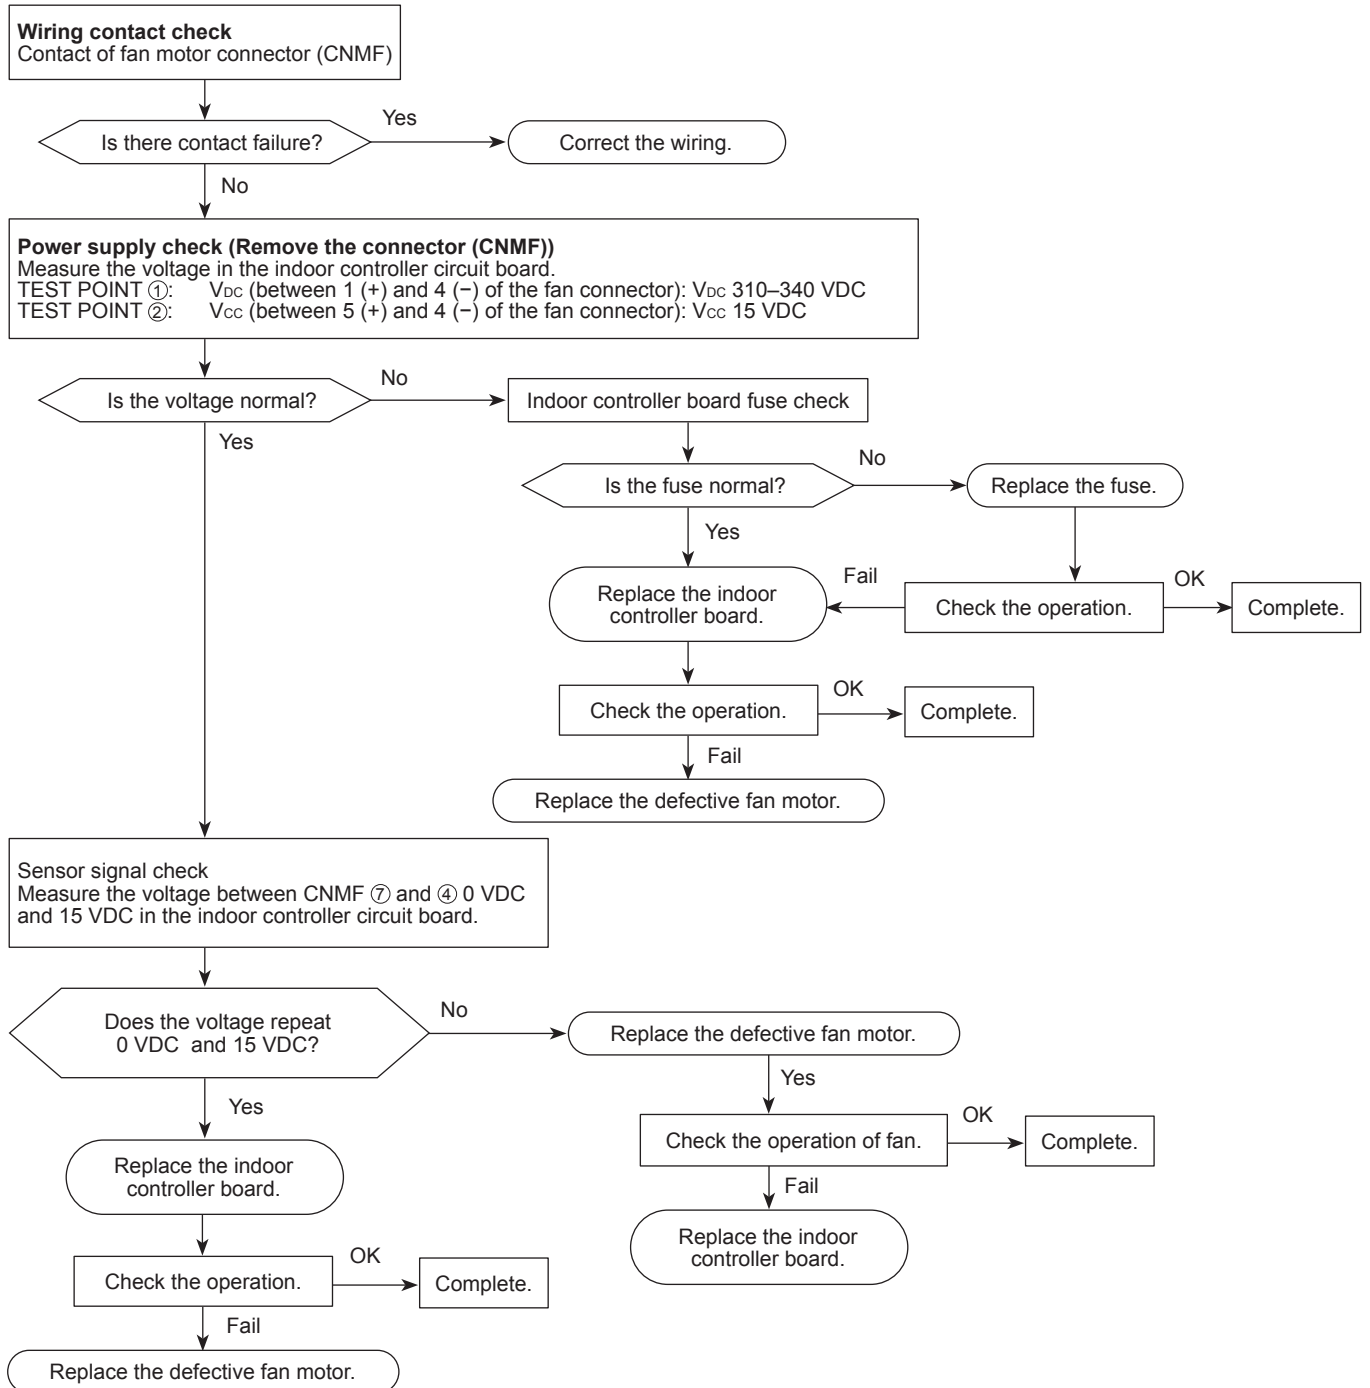 Wiring contact check
Contact of fan motor connector (CNMF)
Is there contact failure?
Yes
Correct the wiring.
No
Power supply check (Remove the connector (CNMF))
Measure the voltage in the indoor controller circuit board.
TEST POINT ①: VDC (between 1 (+) and 4 (−) of the fan connector): VDC 310–340 VDC
TEST POINT ②: VCC (between 5 (+) and 4 (−) of the fan connector): VCC 15 VDC
Is the voltage normal?
No
Indoor controller board fuse check
Yes
Is the fuse normal?
No
Replace the fuse.
Yes
Replace the indoor
controller board.
Fail
Check the operation.
OK
Complete.
Check the operation.
OK
Complete.
Fail
Replace the defective fan motor.
Sensor signal check
Measure the voltage between CNMF ⑦ and ④ 0 VDC
and 15 VDC in the indoor controller circuit board.
Does the voltage repeat
0 VDC and 15 VDC?
No
Replace the defective fan motor.
Yes
Yes
Check the operation of fan.
OK
Complete.
Fail
Replace the indoor
controller board.
Replace the indoor
controller board.
Check the operation.
OK
Complete.
Fail
Replace the defective fan motor.